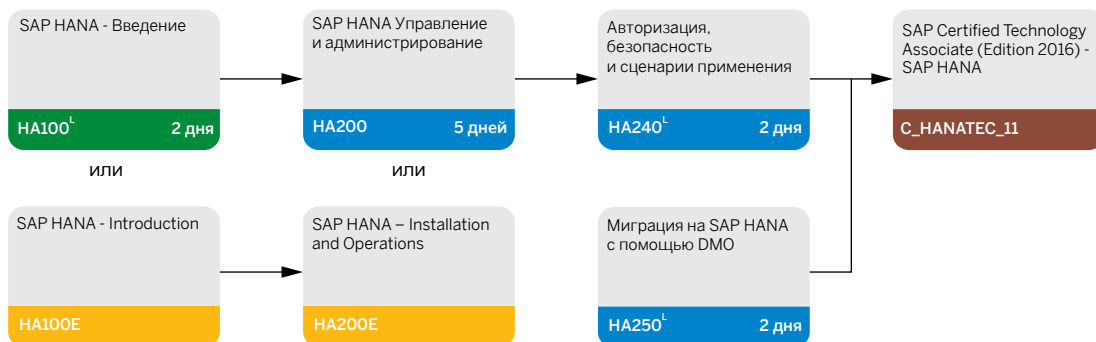 SAP HANA - Введение
HA100L 2 дня
или
SAP HANA Управление
и администрирование
HA200 5 дней
или
Авторизация,
безопасность
и сценарии применения
HA240L 2 дня
SAP Certified Technology
Associate (Edition 2016) -
SAP HANA
C_HANATEC_11
SAP HANA - Introduction
HA100E
SAP HANA – Installation
and Operations
HA200E
Миграция на SAP HANA
с помощью DMO
HA250L 2 дня